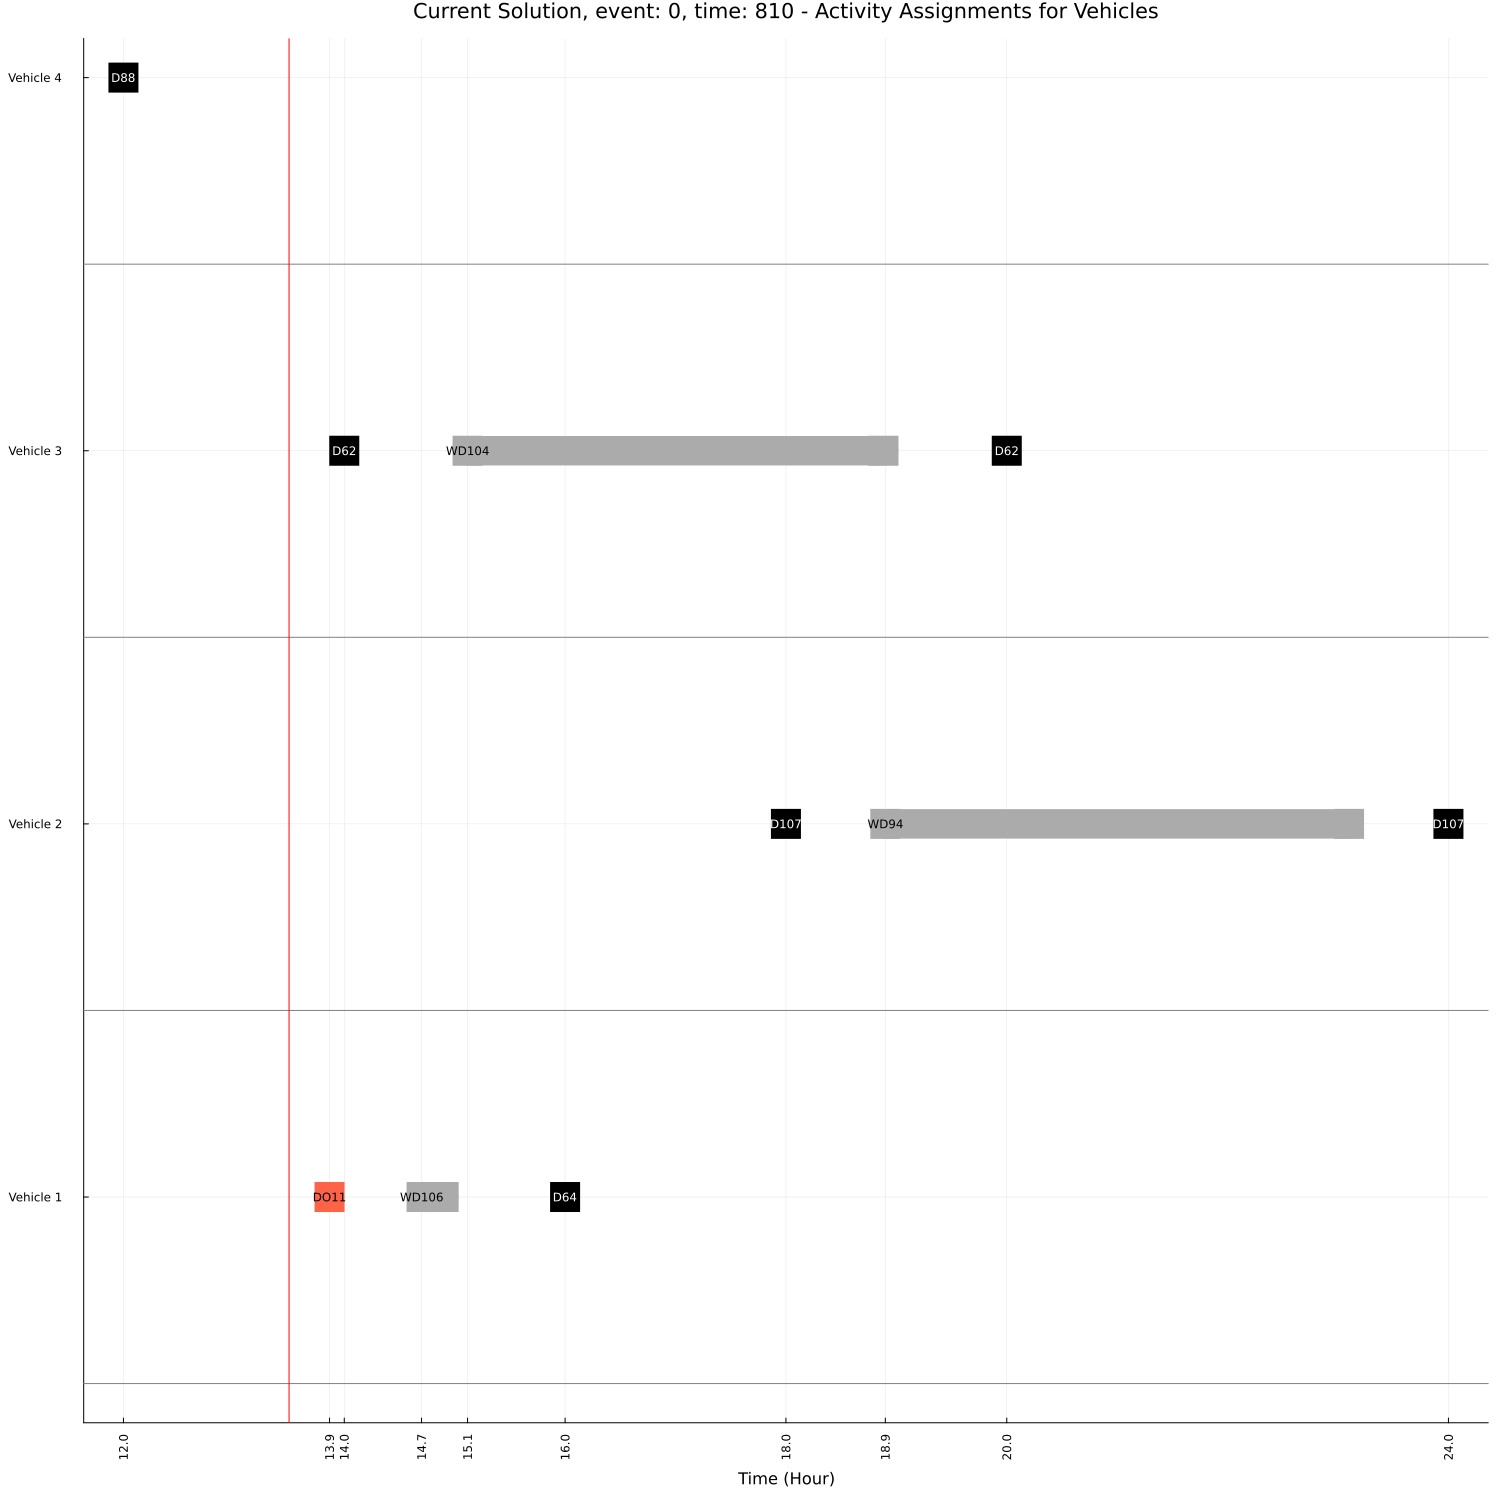 Current Solution, event: 0, time: 810 - Activity Assignments for Vehicles
Vehicle 4
D88
Vehicle 3
D62
WD104
D62
Vehicle 2
D107
WD94
D107
Vehicle 1
DO11
WD106
D64
12.0
13.9
14.0
14.7
15.1
16.0
18.0
18.9
20.0
24.0
Time (Hour)